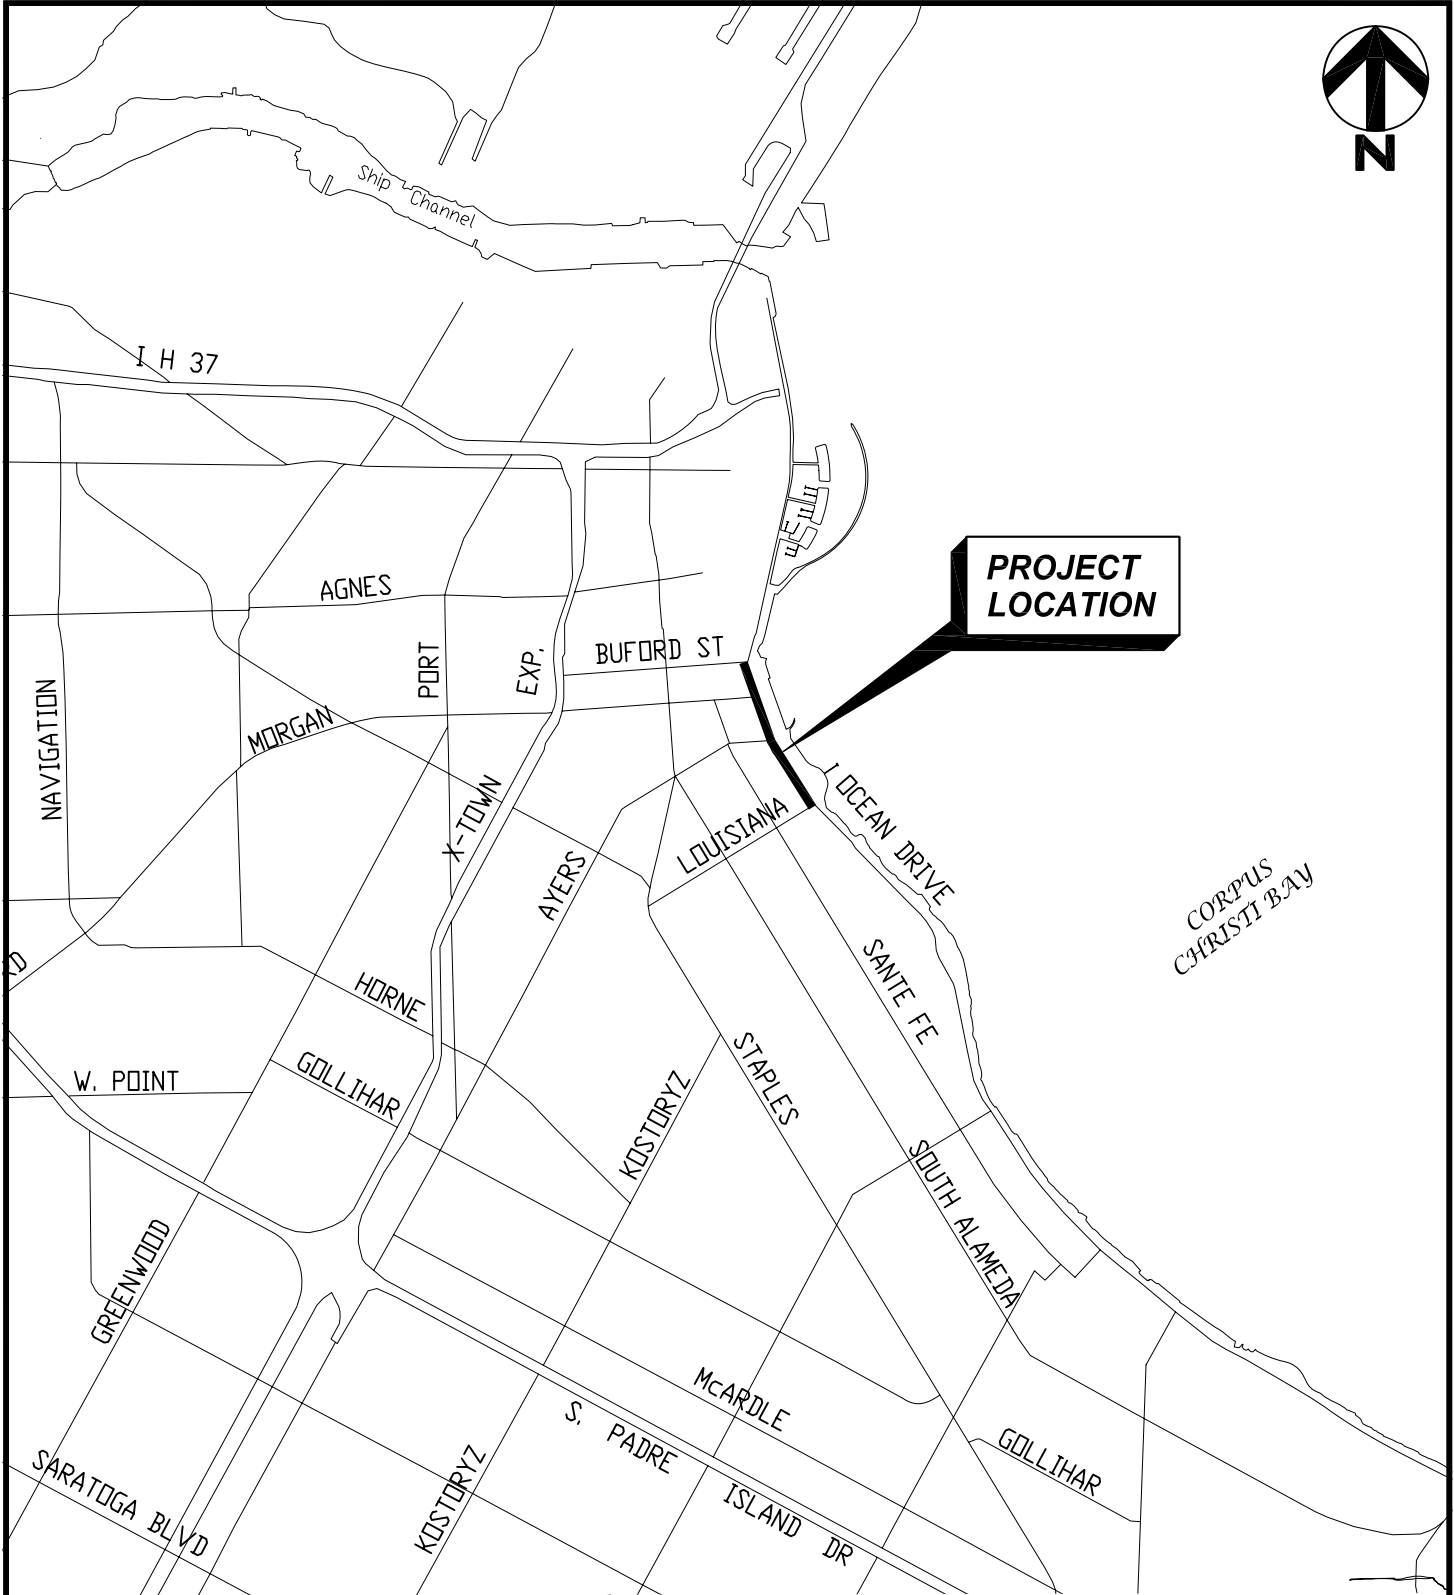 N
Ship Channel
I H 37
PROJECT
LOCATION
AGNES
BUFORD ST
PORT
EXP.
NAVIGATION
MORGAN
X-TOWN
OCEAN DRIVE
LOUISIANA
AYERS
CORPUS
CHRISTI BAY
RD
SANTE FE
HORNE
STAPLES
GOLLIHAR
W. POINT
KOSTORYZ
SOUTH ALAMEDA
GREENWOOD
McARDLE
S. PADRE ISLAND DR
GOLLIHAR
KOSTORYZ
SARATOGA BLVD